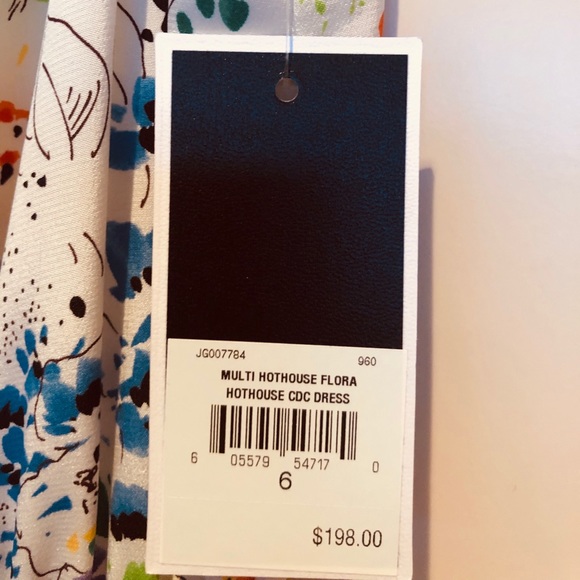 JG007784 960
MULTI HOTHOUSE FLORA
HOTHOUSE CDC DRESS
6 05579 54717 0
6
$198.00